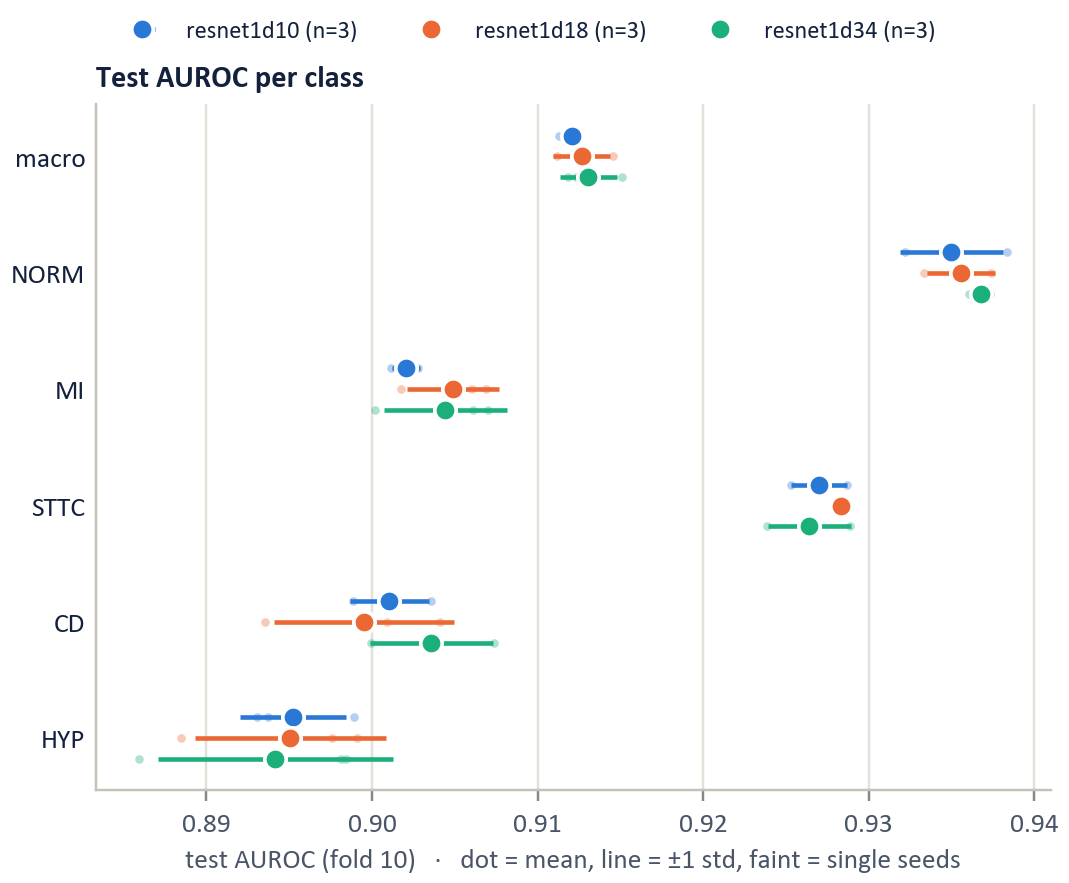 resnet1d10 (n=3) resnet1d18 (n=3) resnet1d34 (n=3)
Test AUROC per class
macro
NORM
MI
STTC
CD
HYP
0.89 0.90 0.91 0.92 0.93 0.94
test AUROC (fold 10) · dot = mean, line = ±1 std, faint = single seeds